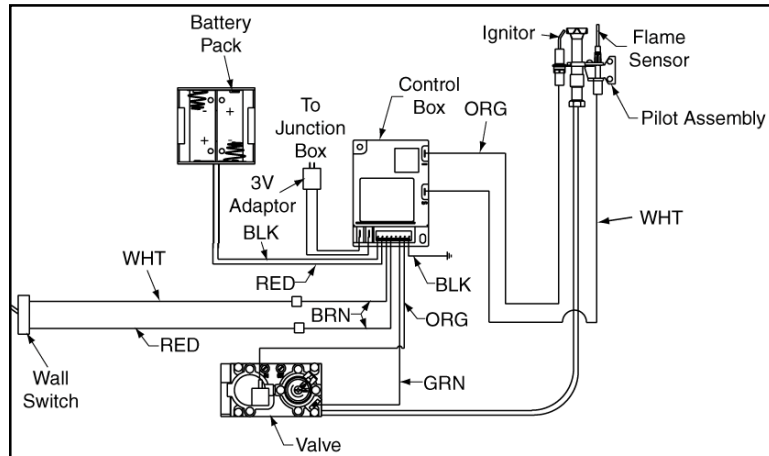 Battery
Pack
Ignitor
Flame
Sensor
To
Junction
Box
Control
Box
ORG
Pilot Assembly
3V
Adaptor
BLK
WHT
WHT
RED
BLK
BRN
ORG
RED
Wall
Switch
GRN
Valve